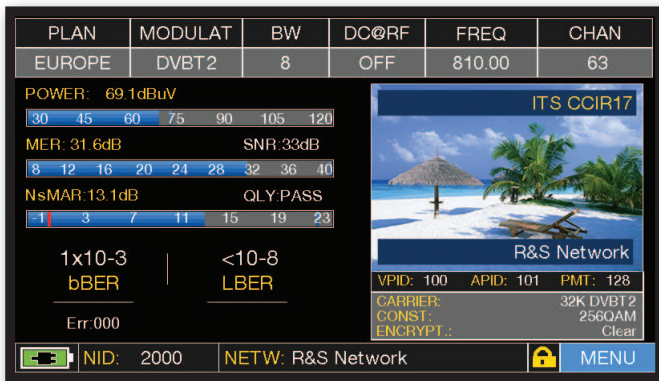 PLAN MODULAT BW DC@RF FREQ CHAN
EUROPE DVBT2 8 OFF 810.00 63
POWER: 69.1dBuV
30 45 60 75 90 105 120
MER: 31.6dB SNR:33dB
8 12 16 20 24 28 32 36 40
NsMAR:13.1dB QLY:PASS
-1 3 7 11 15 19 23
1x10-3 <10-8
bBER LBER
Err:000
ITS CCIR17
R&S Network
VPID: 100 APID: 101 PMT: 128
CARRIER: 32K DVBT2
CONST: 256QAM
ENCRYPT.: Clear
NID: 2000 NETW: R&S Network MENU